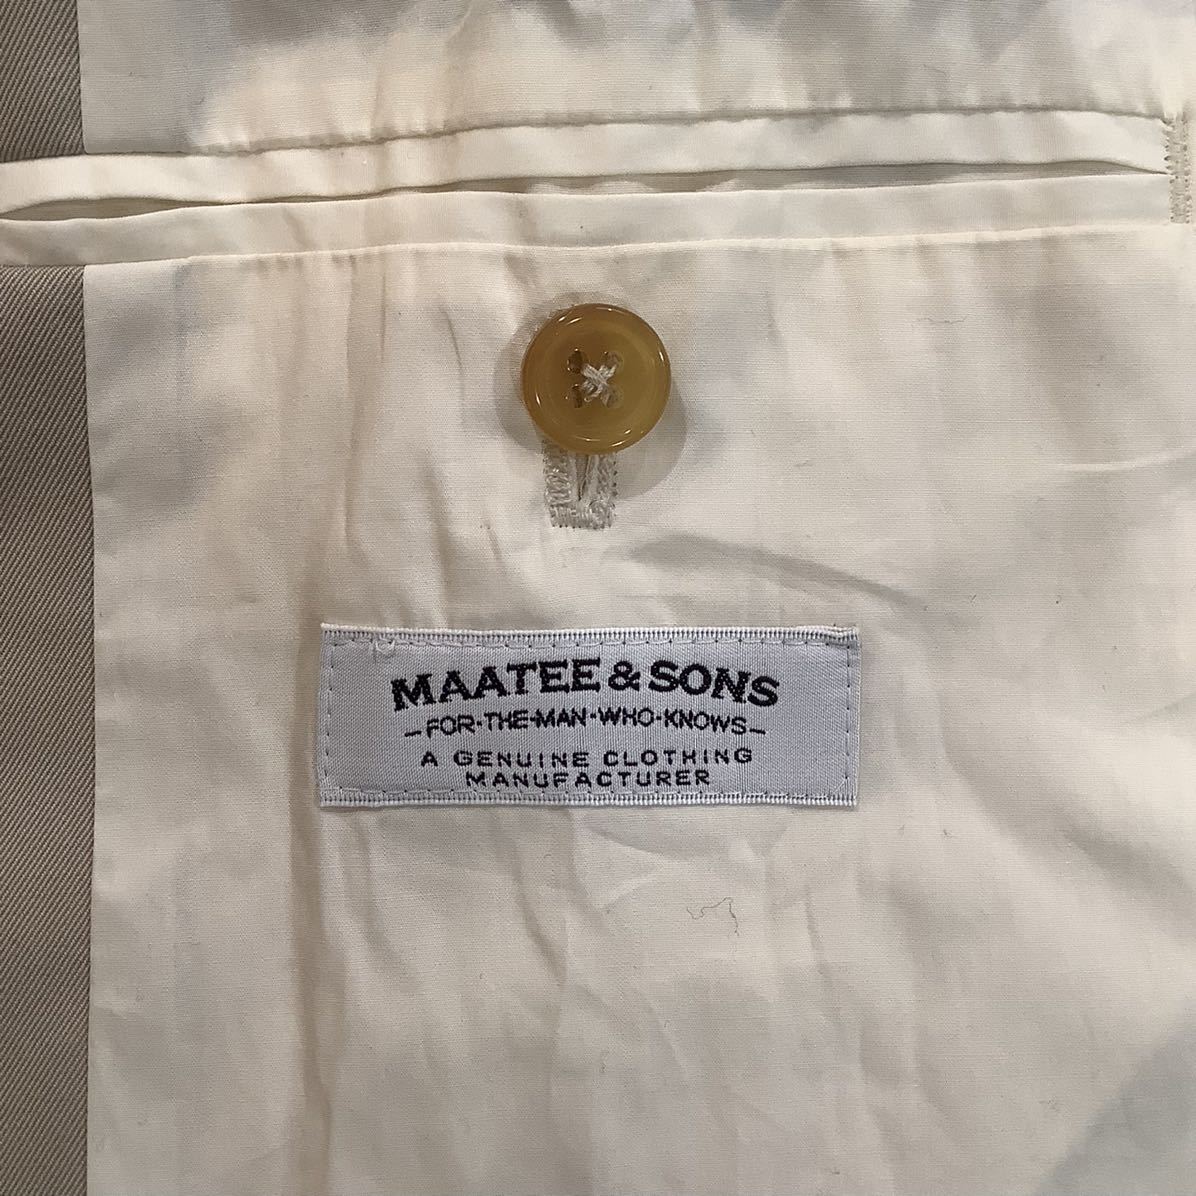 MAATEE & SONS
-FOR-THE-MAN-WHO-KNOWS-
A GENUINE CLOTHING
MANUFACTURER